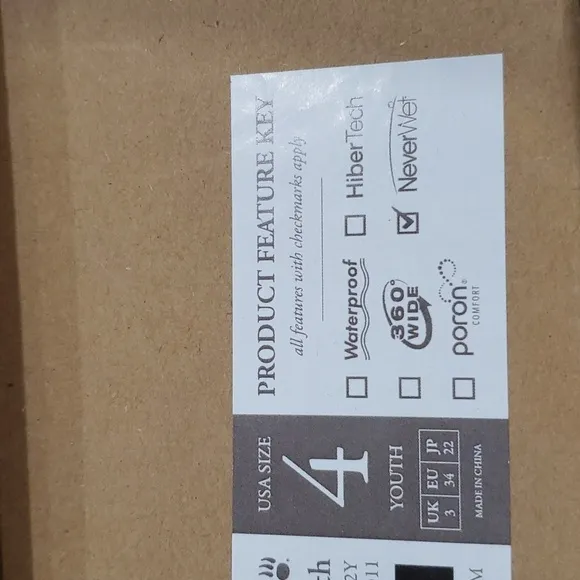 PRODUCT FEATURE KEY
all features with checkmarks apply
Waterproof
HiberTech
360°
WIDE
NeverWet
poron®
COMFORT
USA SIZE
4
YOUTH
UK EU JP
3 34 22
MADE IN CHINA